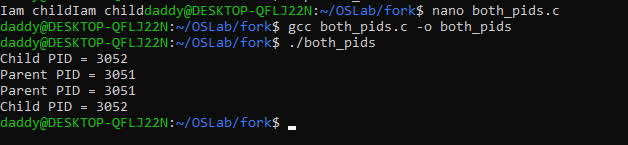 Iam childIam childdaddy@DESKTOP-QFLJ22N:~/OSLab/fork$ nano both_pids.c
daddy@DESKTOP-QFLJ22N:~/OSLab/fork$ gcc both_pids.c -o both_pids
daddy@DESKTOP-QFLJ22N:~/OSLab/fork$ ./both_pids
Child PID = 3052
Parent PID = 3051
Parent PID = 3051
Child PID = 3052
daddy@DESKTOP-QFLJ22N:~/OSLab/fork$